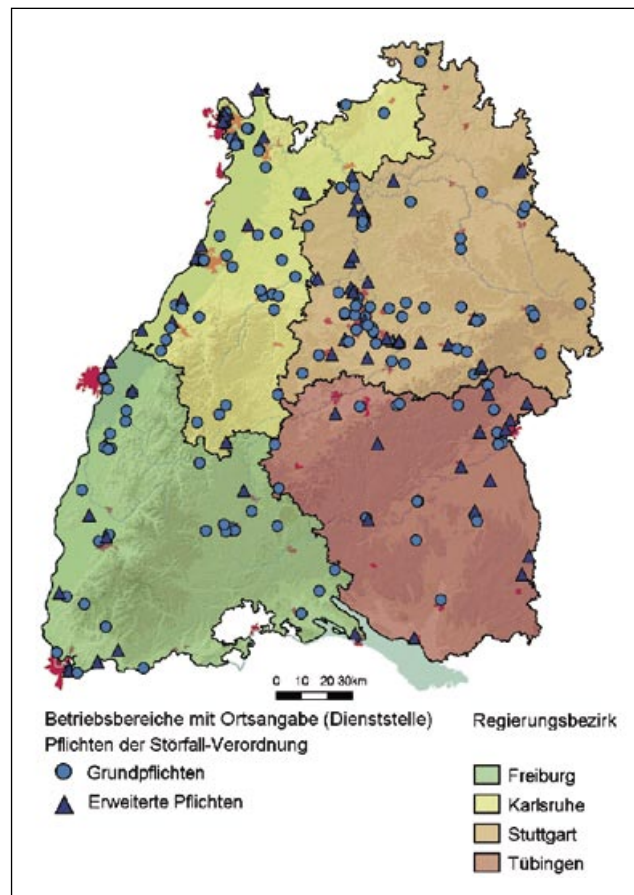 0 10 20 30km
Betriebsbereiche mit Ortsangabe (Dienststelle)
Pflichten der Störfall-Verordnung
Grundpflichten
Erweiterte Pflichten
Regierungsbezirk
Freiburg
Karlsruhe
Stuttgart
Tübingen